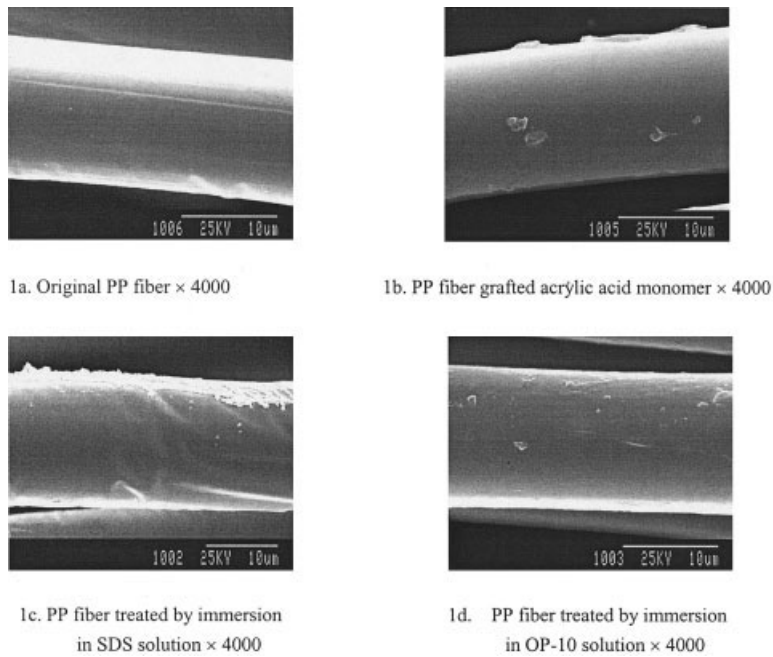 1006 25KV 10um
1005 25KV 10um
1a. Original PP fiber × 4000
1b. PP fiber grafted acrylic acid monomer × 4000
1002 25KV 10um
1003 25KV 10um
1c. PP fiber treated by immersion
in SDS solution × 4000
1d. PP fiber treated by immersion
in OP-10 solution × 4000